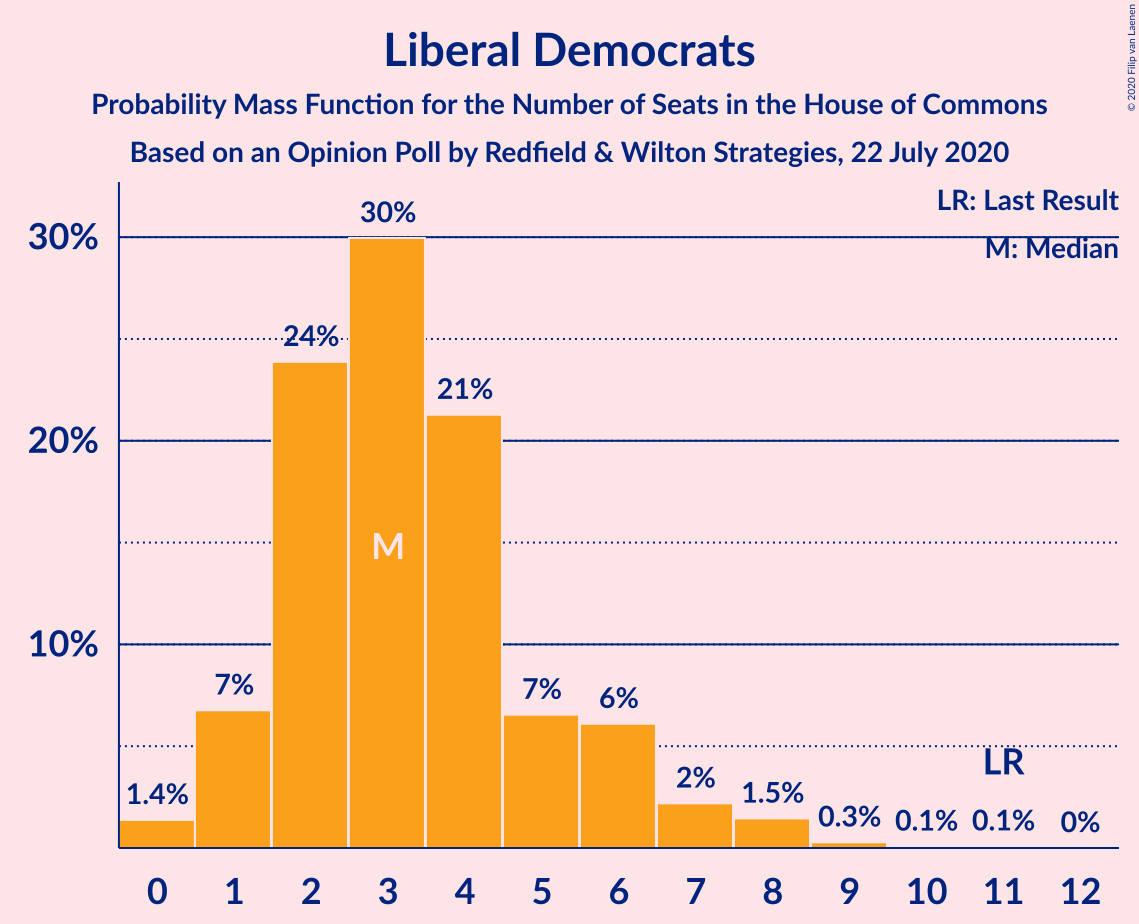 Liberal Democrats
Probability Mass Function for the Number of Seats in the House of Commons
Based on an Opinion Poll by Redfield & Wilton Strategies, 22 July 2020
© 2020 Filip van Laenen
LR: Last Result
M: Median
30%
20%
10%
1.4%
7%
24%
30%
21%
7%
6%
2%
1.5%
0.3%
0.1%
0.1%
0%
M
LR
0 1 2 3 4 5 6 7 8 9 10 11 12